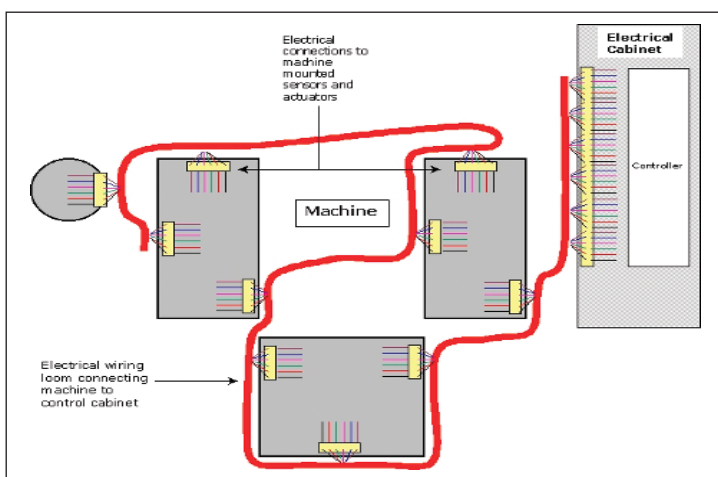 Electrical
connections to
machine
mounted
sensors and
actuators
Electrical
Cabinet
Controller
Machine
Electrical wiring
loom connecting
machine to
control cabinet